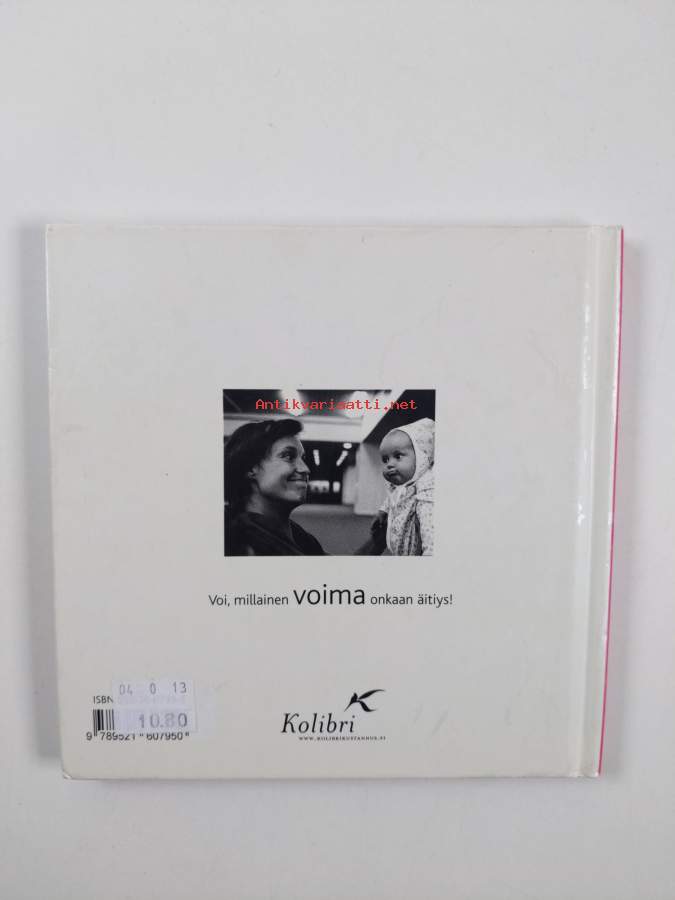 Antikvariaatti.net
Voi, millainen voima onkaan äitiys!
ISBN
04 0 13
10.80
9 789521 607950
Kolibri
WWW.KOLIBRIKUSTANNUS.FI